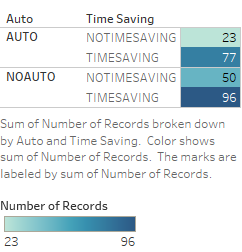 Auto Time Saving
AUTO NOTIMESAVING 23
TIMESAVING 77
NOAUTO NOTIMESAVING 50
TIMESAVING 96
Sum of Number of Records broken down
by Auto and Time Saving.  Color shows
sum of Number of Records.  The marks are
labeled by sum of Number of Records.
Number of Records
23 96